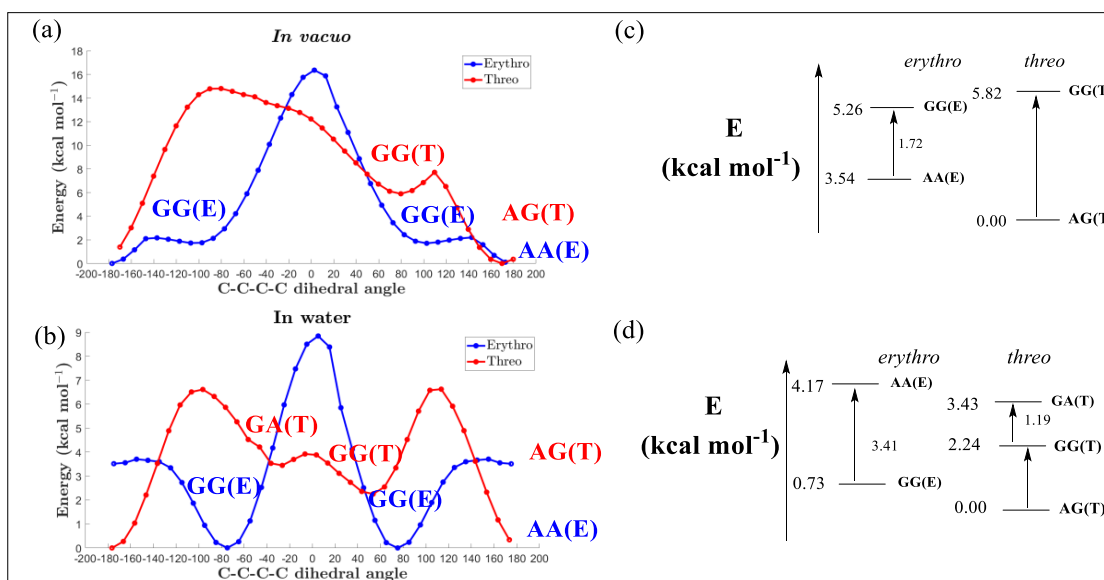 (a)
In vacuo
Energy (kcal mol⁻¹)
18
16
14
12
10
8
6
4
2
0
-200-180-160-140-120-100 -80 -60 -40 -20 0 20 40 60 80 100 120 140 160 180 200
C-C-C-C dihedral angle
Erythro
Threo
GG(E)
GG(T)
GG(E)
AG(T)
AA(E)
(b)
In water
Energy (kcal mol⁻¹)
9
8
7
6
5
4
3
2
1
0
-200-180-160-140-120-100 -80 -60 -40 -20 0 20 40 60 80 100 120 140 160 180 200
C-C-C-C dihedral angle
Erythro
Threo
GA(T)
GG(T)
GG(E)
GG(E)
AG(T)
AA(E)
(c)
erythro threo
E
(kcal mol⁻¹)
5.82 GG(T)
5.26 GG(E)
1.72
3.54 AA(E)
0.00 AG(T)
(d)
erythro threo
E
(kcal mol⁻¹)
4.17 AA(E)
3.43 GA(T)
1.19
3.41
2.24 GG(T)
0.73 GG(E)
0.00 AG(T)